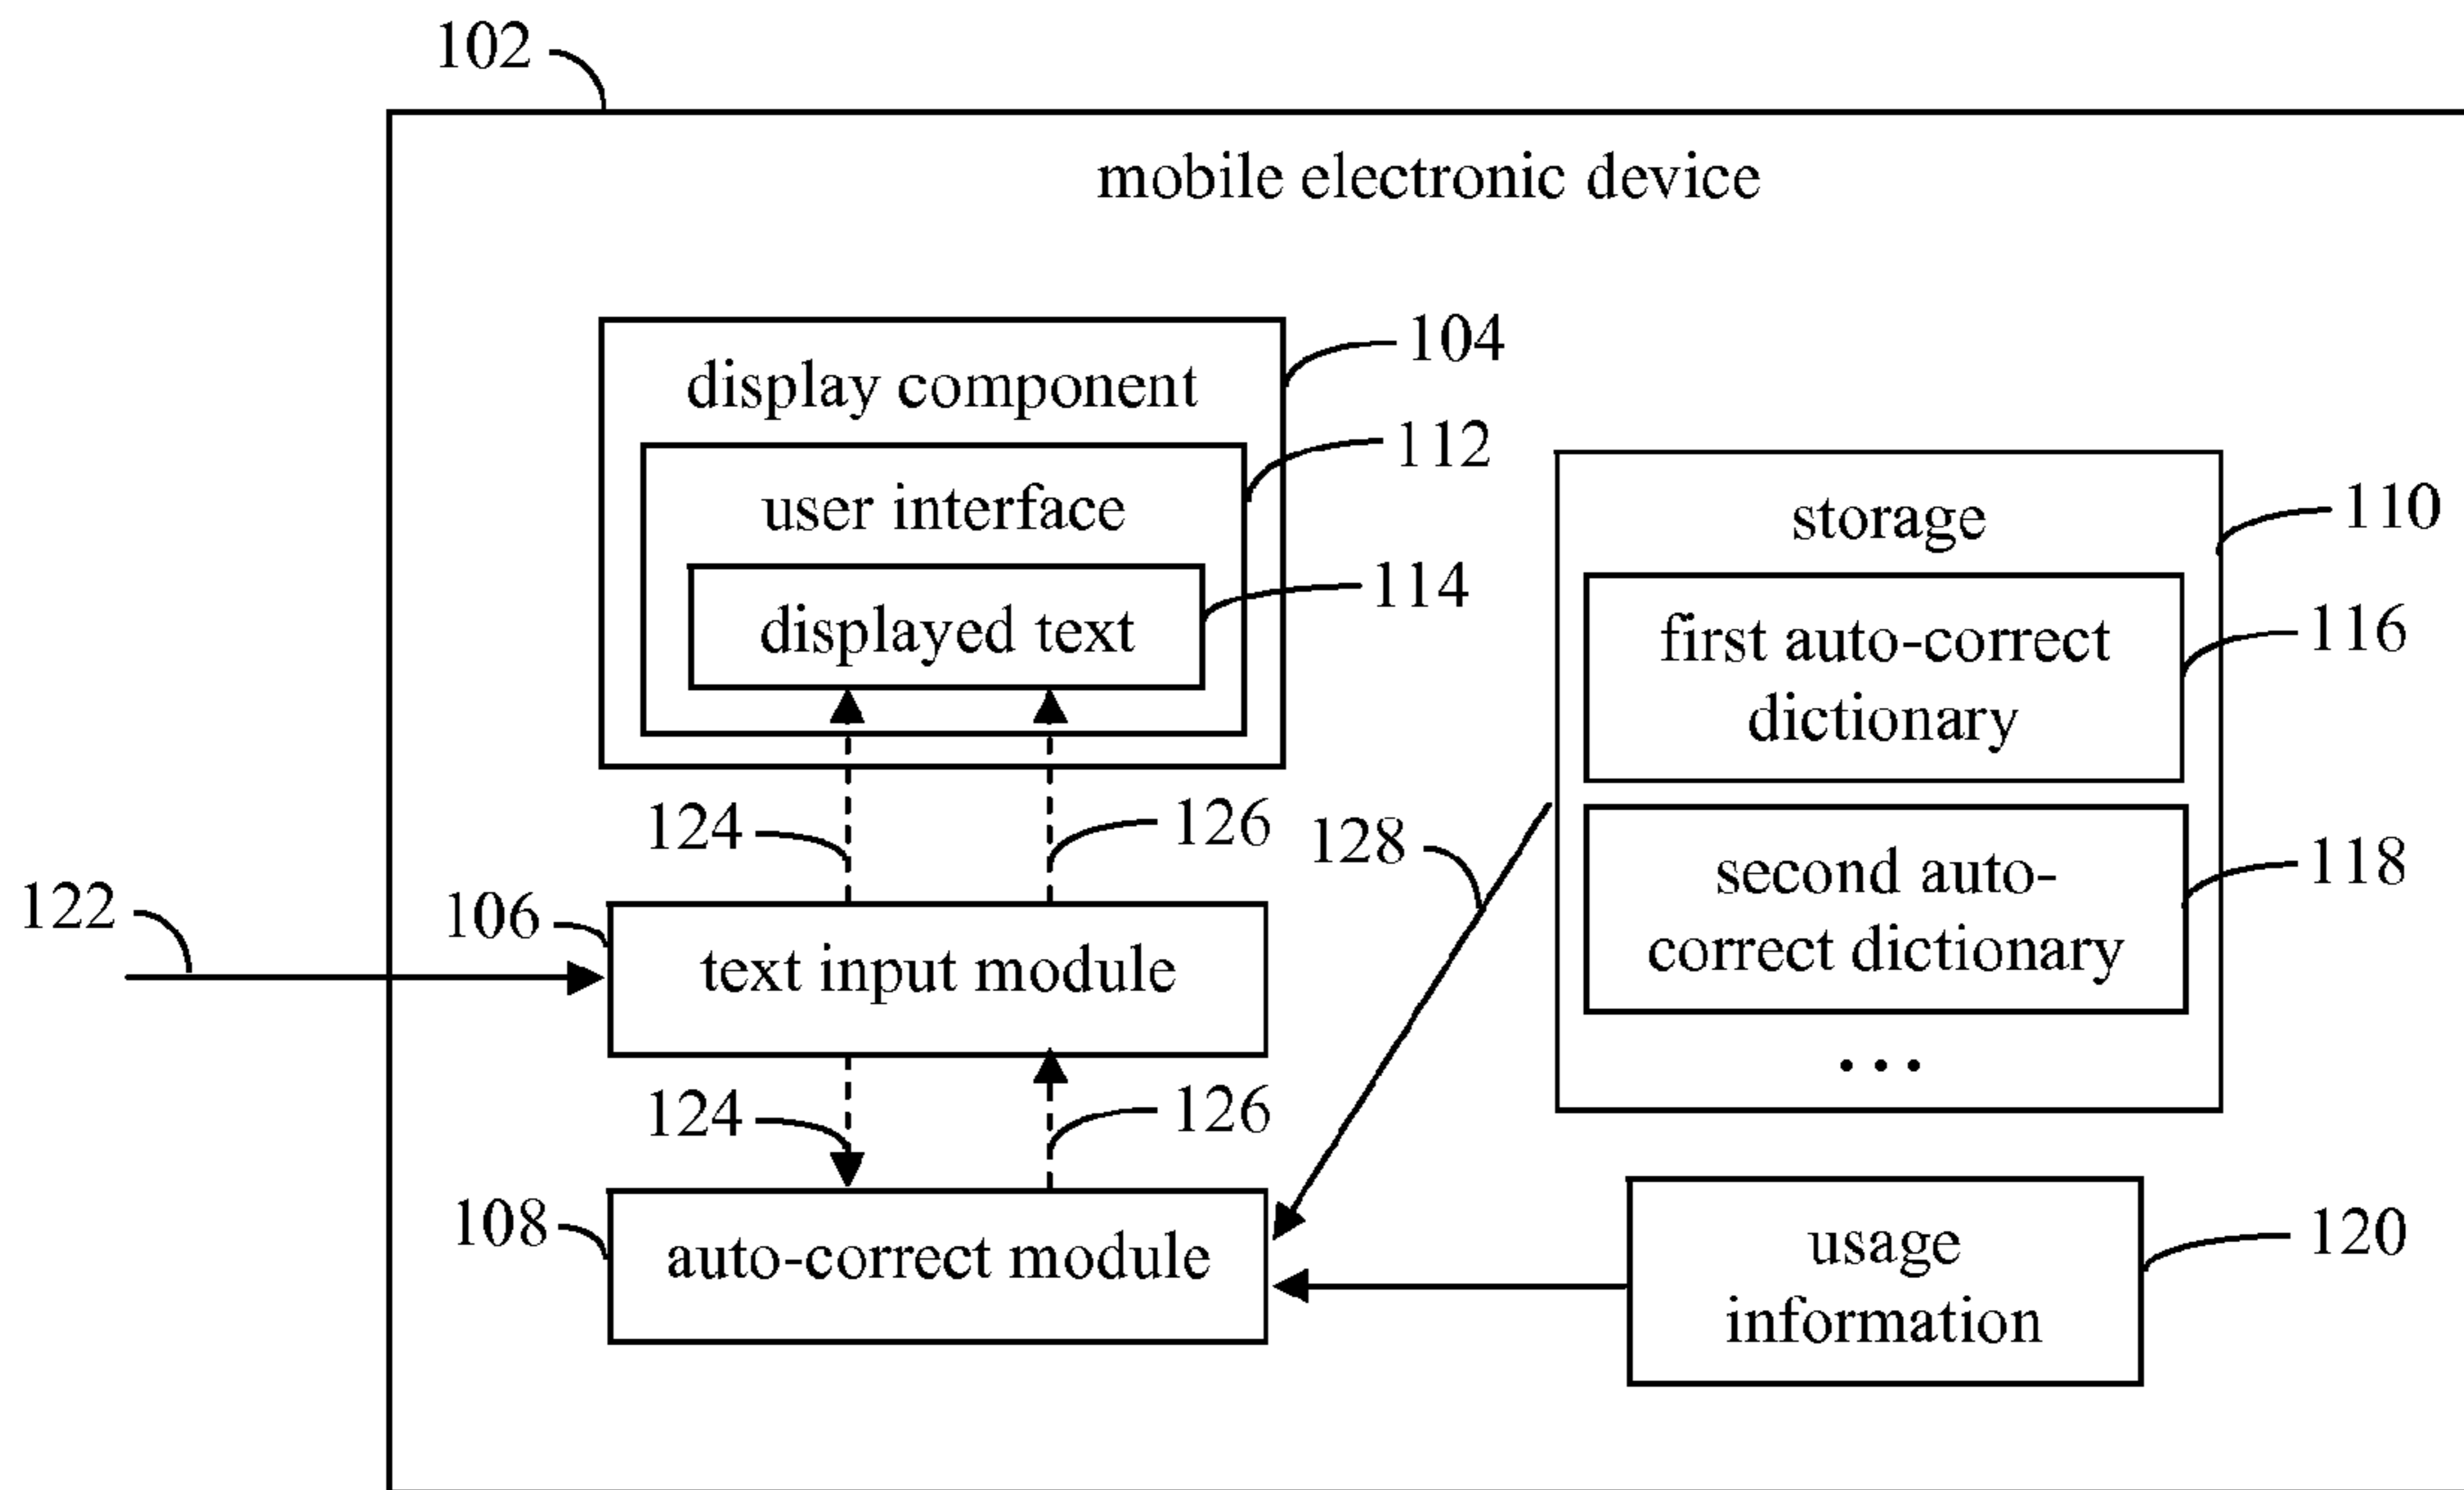 102
mobile electronic device
104
display component
112
user interface
110
storage
114
displayed text
116
first auto-correct
dictionary
124
126
128
118
second auto-
correct dictionary
122
106
text input module
...
124
126
108
auto-correct module
120
usage
information